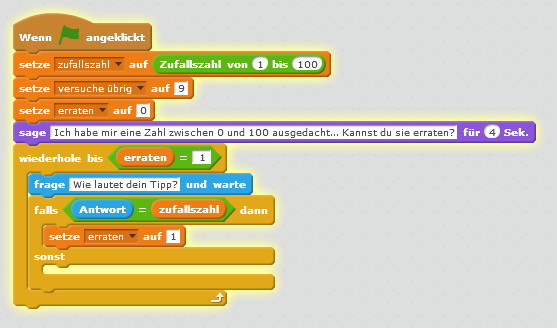 Wenn angeklickt
setze zufallszahl auf Zufallszahl von 1 bis 100
setze versuche übrig auf 9
setze erraten auf 0
sage Ich habe mir eine Zahl zwischen 0 und 100 ausgedacht... Kannst du sie erraten? für 4 Sek.
wiederhole bis erraten = 1
frage Wie lautet dein Tipp? und warte
falls Antwort = zufallszahl dann
setze erraten auf 1
sonst